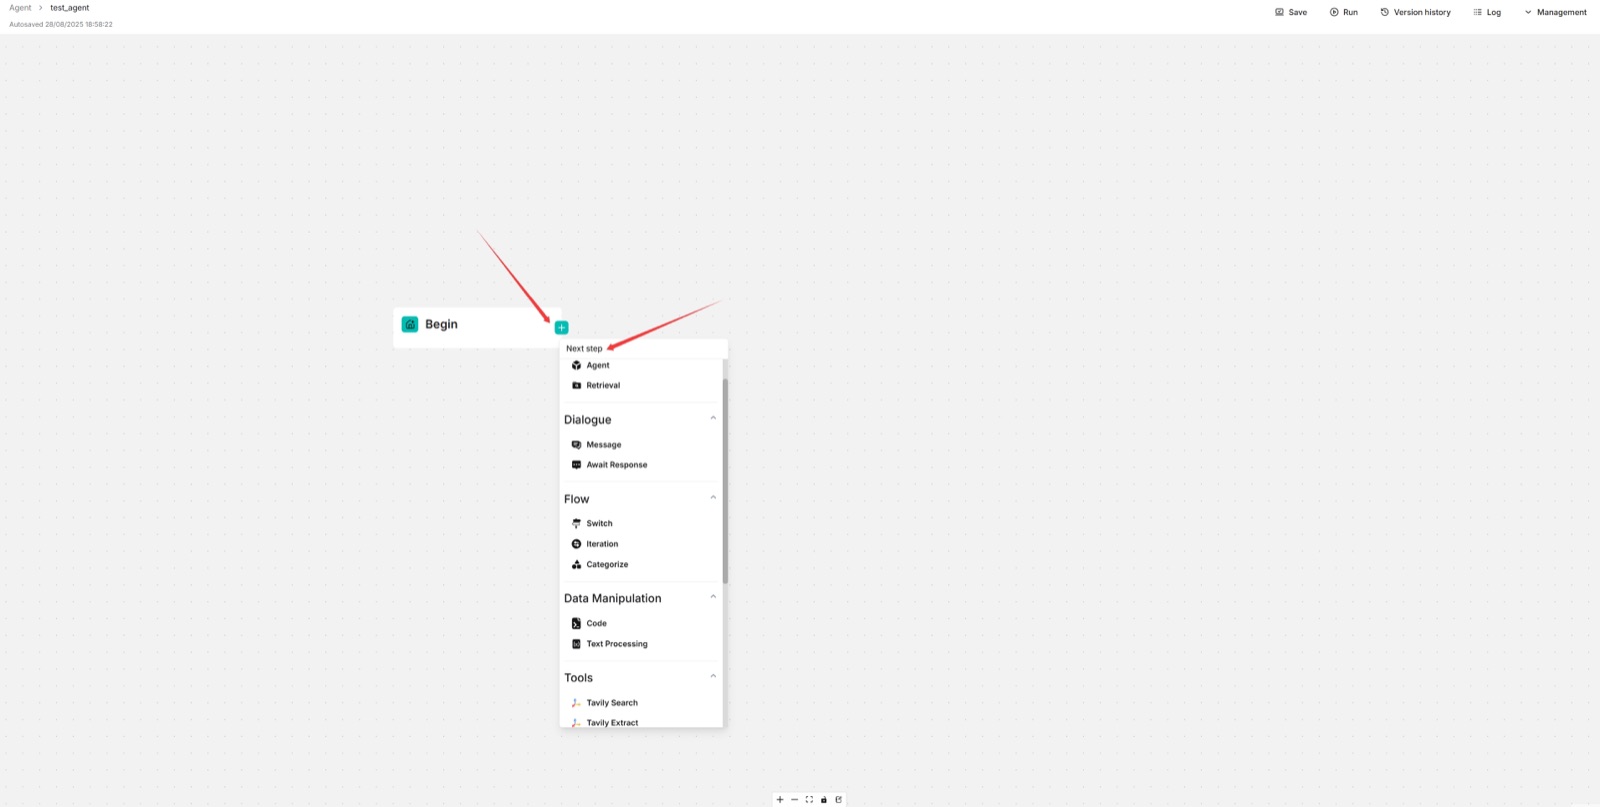 Agent > test_agent
Autosaved 28/08/2025 18:58:22
Save Run Version history Log Management
Begin
Next step
Agent
Retrieval
Dialogue
Message
Await Response
Flow
Switch
Iteration
Categorize
Data Manipulation
Code
Text Processing
Tools
Tavily Search
Tavily Extract